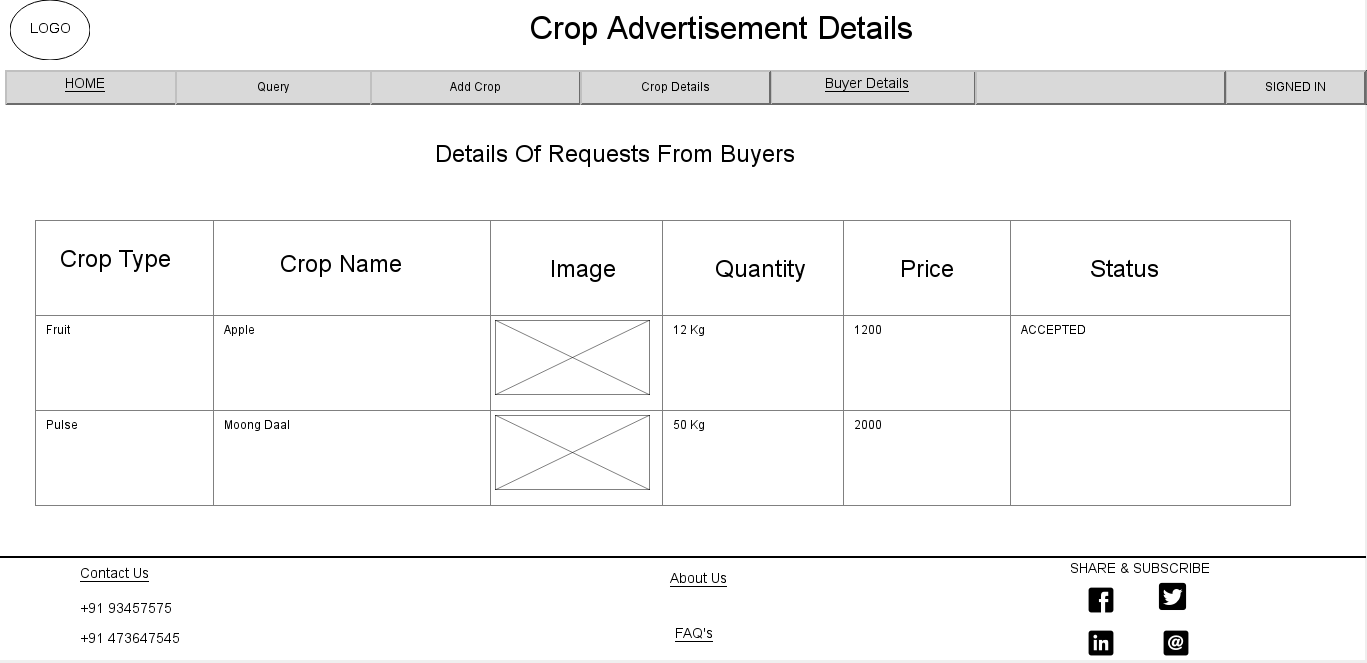 LOGO
Crop Advertisement Details
HOME Query Add Crop Crop Details Buyer Details SIGNED IN
Details Of Requests From Buyers
Crop Type Crop Name Image Quantity Price Status
Fruit Apple 12 Kg 1200 ACCEPTED
Pulse Moong Daal 50 Kg 2000
Contact Us About Us SHARE & SUBSCRIBE
+91 93457575
+91 473647545 FAQ's